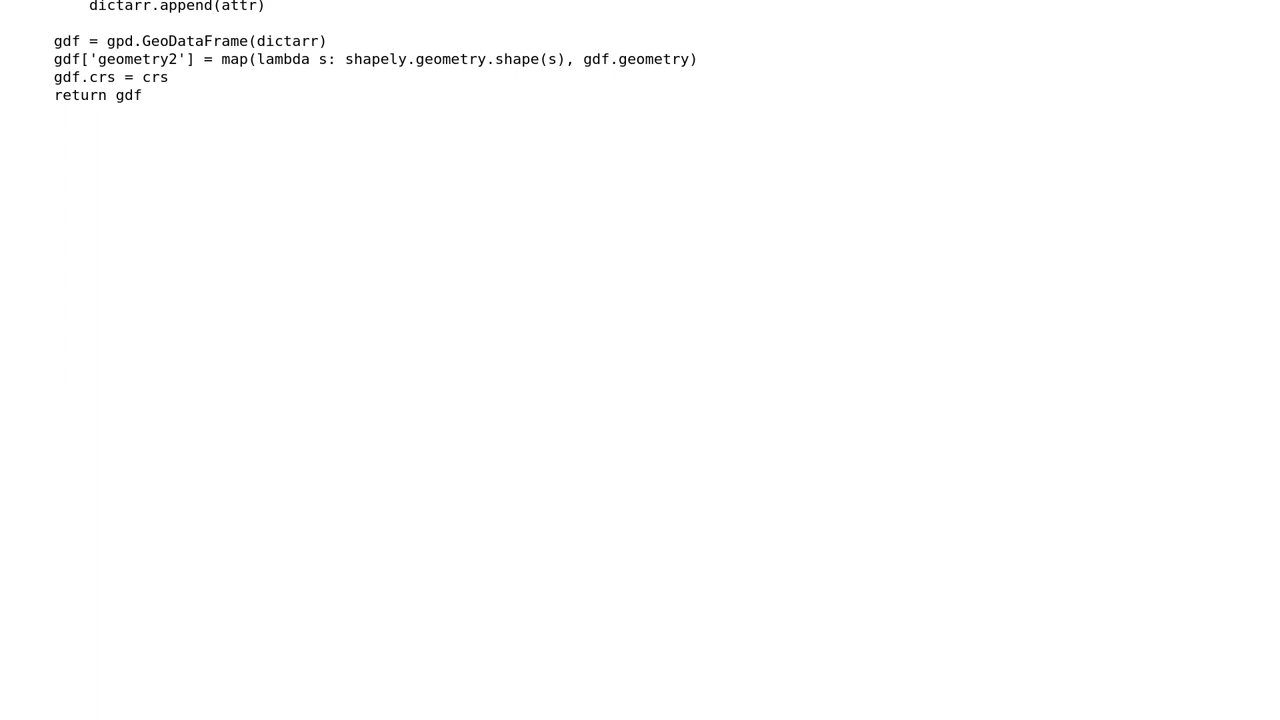 dictarr.append(attr)
gdf = gpd.GeoDataFrame(dictarr)
gdf['geometry2'] = map(lambda s: shapely.geometry.shape(s), gdf.geometry)
gdf.crs = crs
return gdf